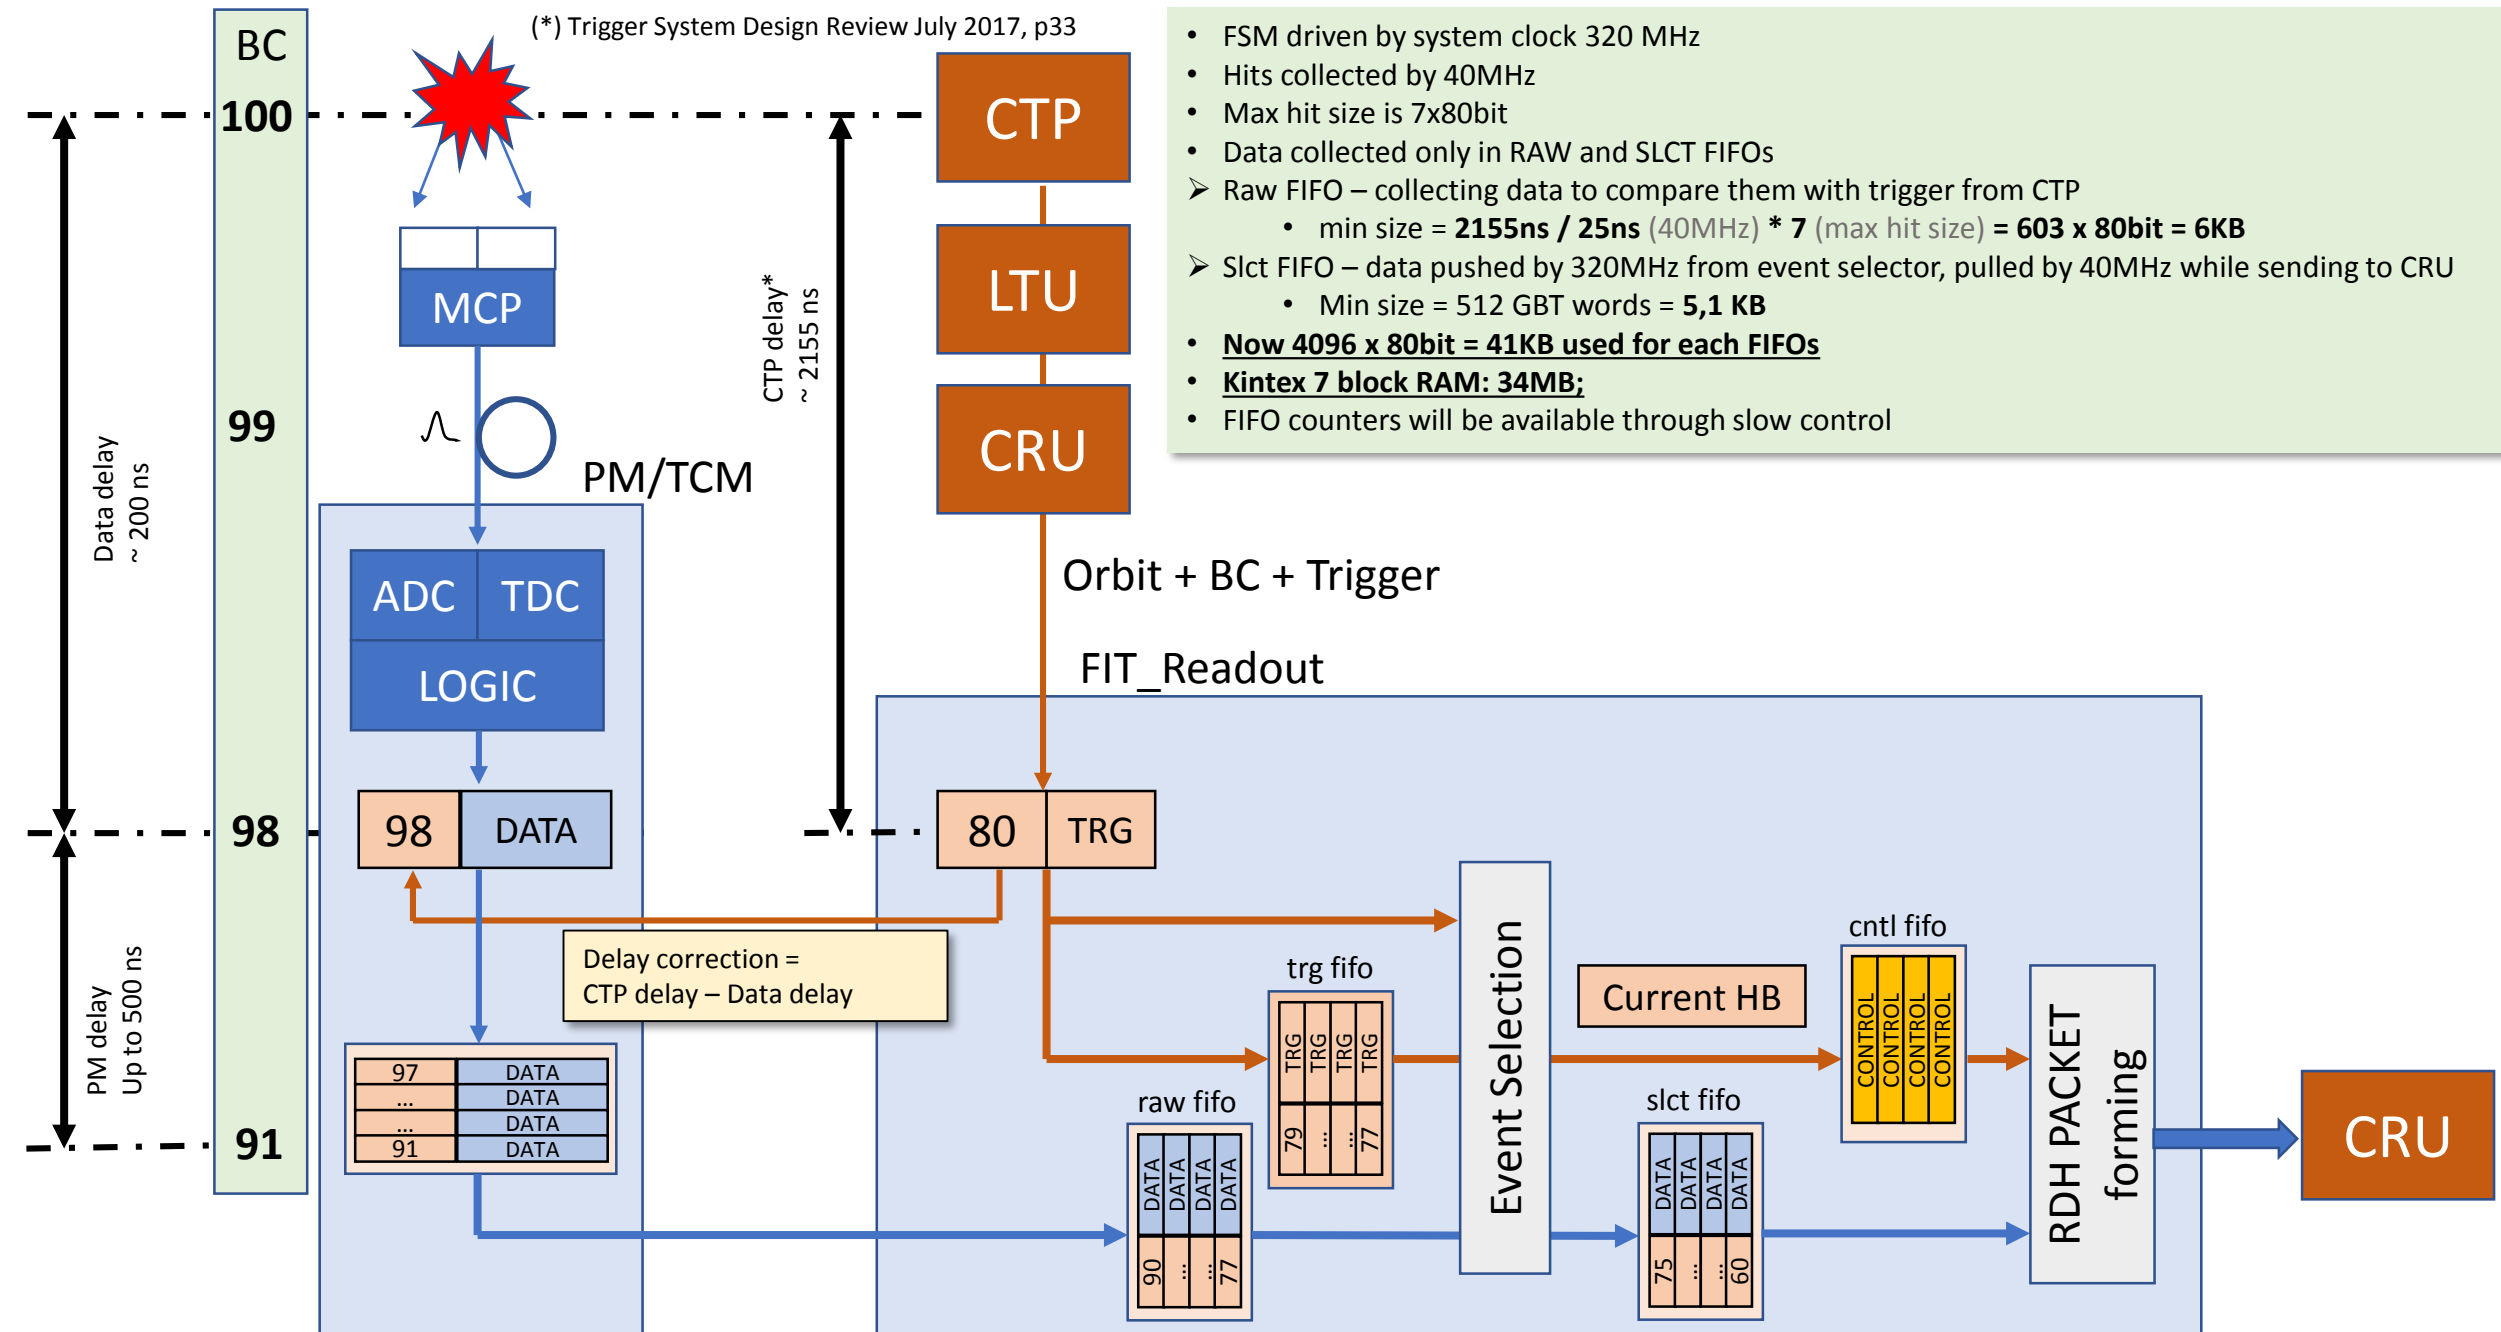 (*) Trigger System Design Review July 2017, p33
BC
100
99
98
91
Data delay
~ 200 ns
PM delay
Up to 500 ns
CTP delay*
~ 2155 ns
MCP
PM/TCM
ADC
TDC
LOGIC
98
DATA
97
DATA
...
DATA
...
DATA
91
DATA
Delay correction =
CTP delay – Data delay
CTP
LTU
CRU
Orbit + BC + Trigger
• FSM driven by system clock 320 MHz
• Hits collected by 40MHz
• Max hit size is 7x80bit
• Data collected only in RAW and SLCT FIFOs
➢ Raw FIFO – collecting data to compare them with trigger from CTP
• min size = 2155ns / 25ns (40MHz) * 7 (max hit size) = 603 x 80bit = 6KB
➢ Slct FIFO – data pushed by 320MHz from event selector, pulled by 40MHz while sending to CRU
• Min size = 512 GBT words = 5,1 KB
• Now 4096 x 80bit = 41KB used for each FIFOs
• Kintex 7 block RAM: 34MB;
• FIFO counters will be available through slow control
FIT_Readout
80
TRG
trg fifo
TRG
TRG
TRG
TRG
79
...
...
77
raw fifo
DATA
DATA
DATA
DATA
90
...
...
77
Event Selection
Current HB
slct fifo
DATA
DATA
DATA
DATA
75
...
...
60
cntl fifo
CONTROL
CONTROL
CONTROL
CONTROL
RDH PACKET
forming
CRU